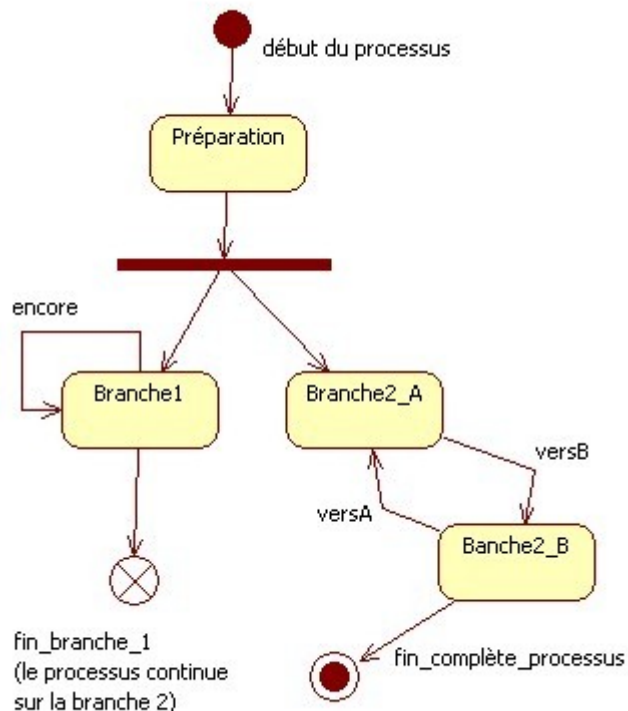 début du processus
Préparation
encore
Branche1
Branche2_A
versB
versA
Banche2_B
fin_branche_1
(le processus continue
sur la branche 2)
fin_complète_processus